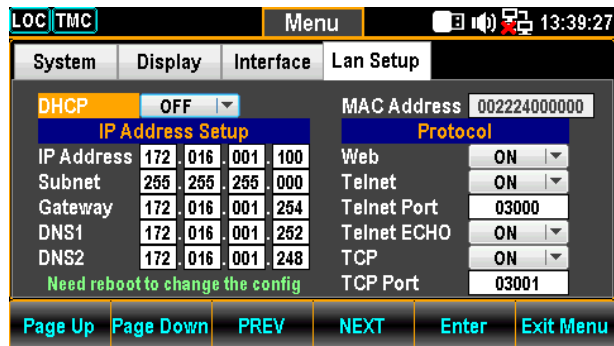 LOC TMC Menu 13:39:27
System Display Interface Lan Setup
DHCP OFF MAC Address 002224000000
IP Address Setup Protocol
IP Address 172 . 016 . 001 . 100 Web ON
Subnet 255 . 255 . 255 . 000 Telnet ON
Gateway 172 . 016 . 001 . 254 Telnet Port 03000
DNS1 172 . 016 . 001 . 252 Telnet ECHO ON
DNS2 172 . 016 . 001 . 248 TCP ON
Need reboot to change the config TCP Port 03001
Page Up Page Down PREV NEXT Enter Exit Menu